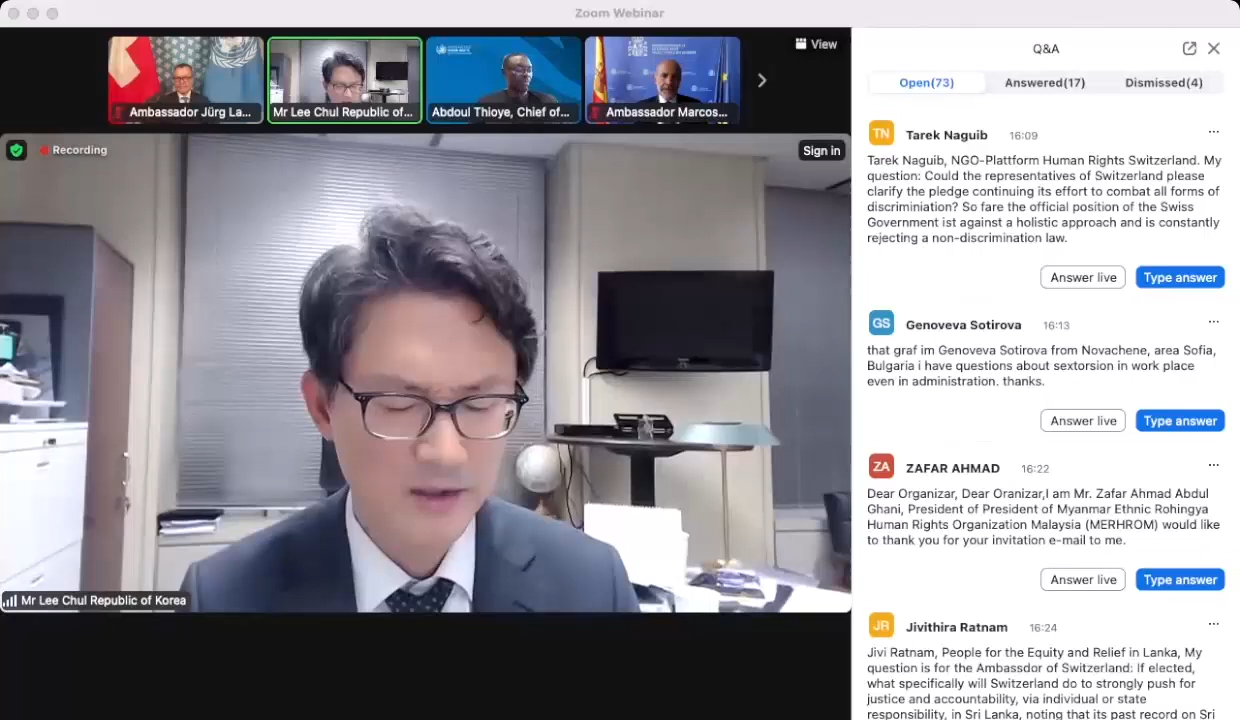 Zoom Webinar
View
Ambassador Jürg La...
Mr Lee Chul Republic of...
Abdoul Thioye, Chief of...
Ambassador Marcos...
Recording
Sign in
Mr Lee Chul Republic of Korea
Q&A
Open(73)
Answered(17)
Dismissed(4)
TN
Tarek Naguib 16:09
Tarek Naguib, NGO-Plattform Human Rights Switzerland. My
question: Could the representatives of Switzerland please
clarify the pledge continuing its effort to combat all forms of
discriminiation? So fare the official position of the Swiss
Government ist against a holistic approach and is constantly
rejecting a non-discrimination law.
Answer live
Type answer
GS
Genoveva Sotirova 16:13
that graf im Genoveva Sotirova from Novachene, area Sofia,
Bulgaria i have questions about sextorsion in work place
even in administration. thanks.
Answer live
Type answer
ZA
ZAFAR AHMAD 16:22
Dear Organizar, Dear Oranizar,I am Mr. Zafar Ahmad Abdul
Ghani, President of President of Myanmar Ethnic Rohingya
Human Rights Organization Malaysia (MERHROM) would like
to thank you for your invitation e-mail to me.
Answer live
Type answer
JR
Jivithira Ratnam 16:24
Jivi Ratnam, People for the Equity and Relief in Lanka, My
question is for the Ambassdor of Switzerland: If elected,
what specifically will Switzerland do to strongly push for
justice and accountability, via individual or state
responsibility, in Sri Lanka, noting that its past record on Sri